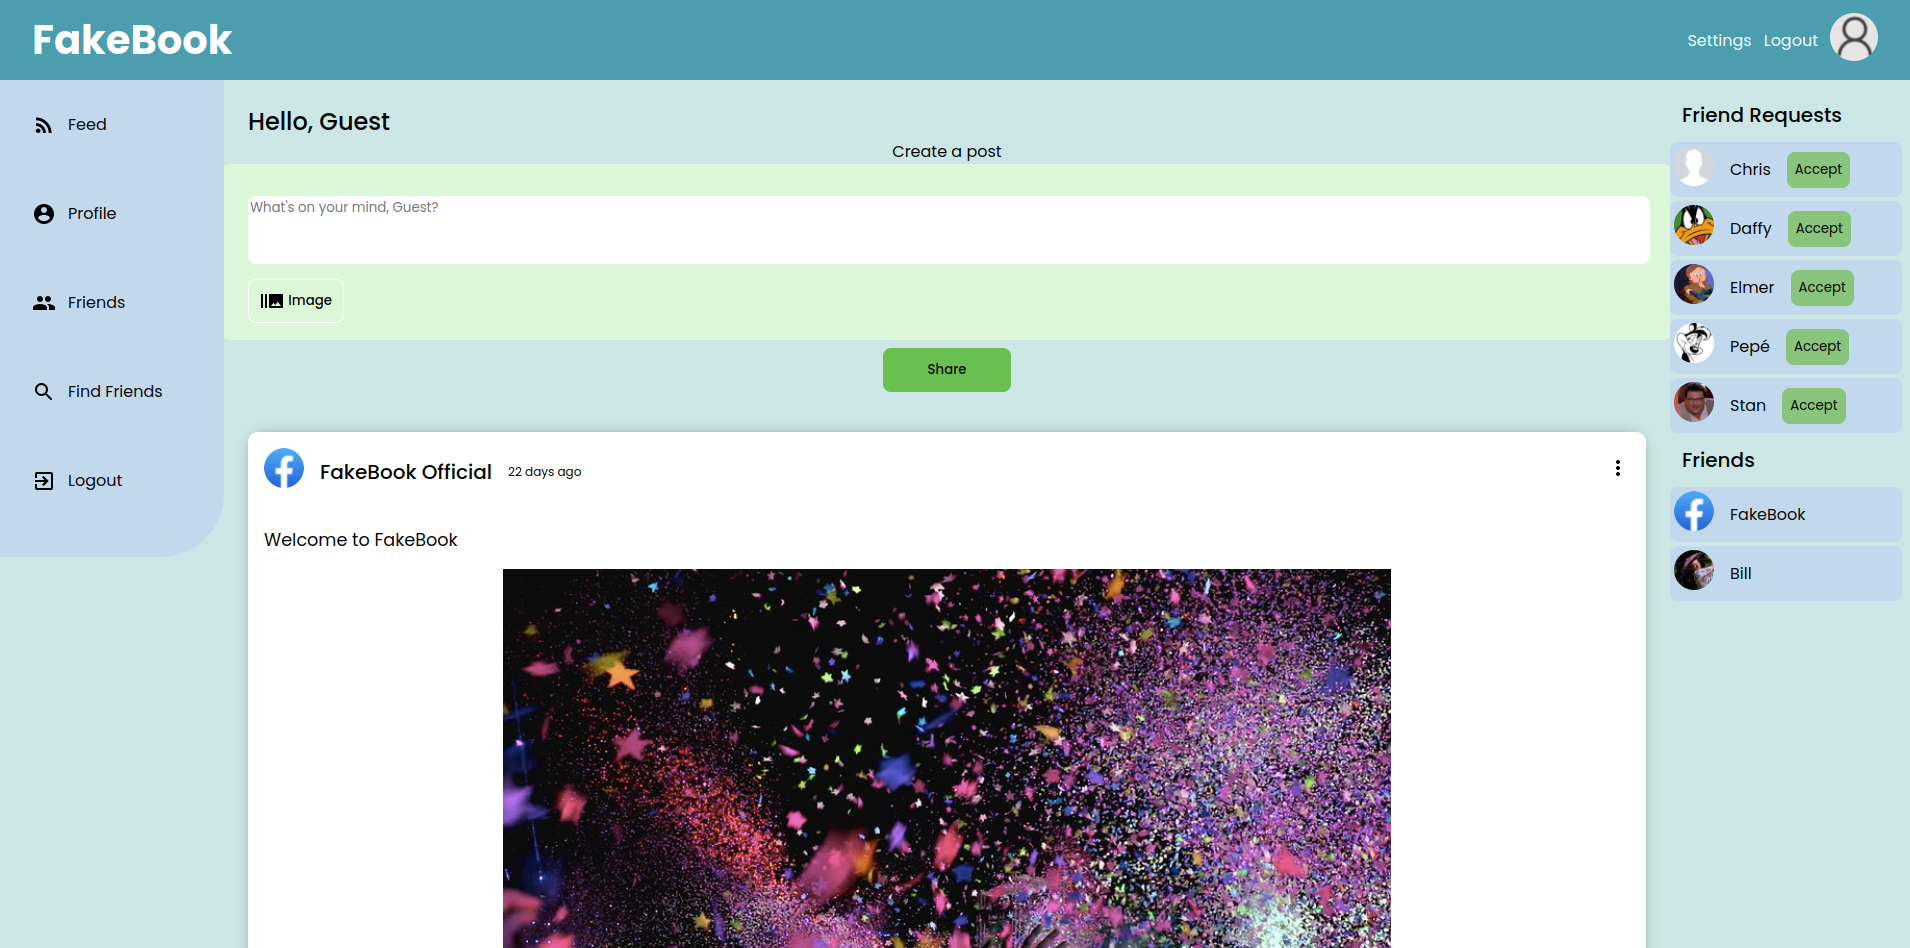 FakeBook
Settings Logout
Feed
Profile
Friends
Find Friends
Logout
Hello, Guest
Create a post
What's on your mind, Guest?
Image
Share
FakeBook Official 22 days ago
Welcome to FakeBook
Friend Requests
Chris Accept
Daffy Accept
Elmer Accept
Pepé Accept
Stan Accept
Friends
FakeBook
Bill